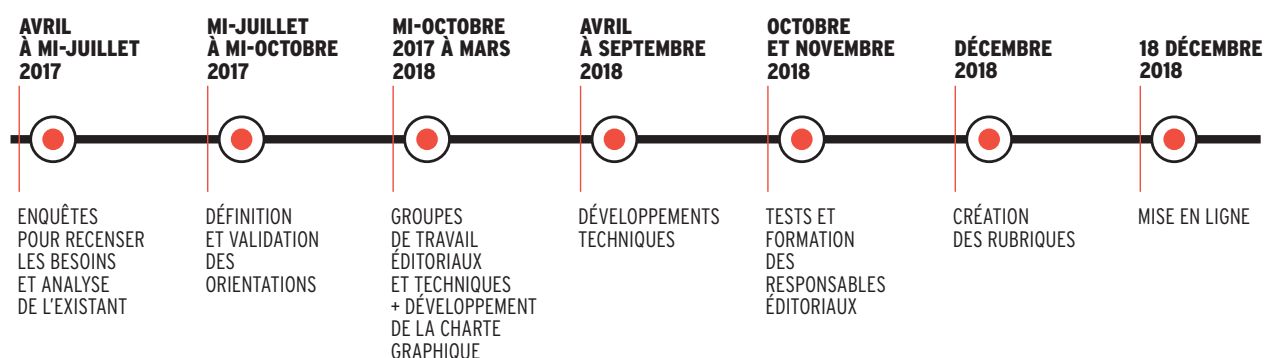 AVRIL
À MI-JUILLET
2017
MI-JUILLET
À MI-OCTOBRE
2017
MI-OCTOBRE
2017 À MARS
2018
AVRIL
À SEPTEMBRE
2018
OCTOBRE
ET NOVEMBRE
2018
DÉCEMBRE
2018
18 DÉCEMBRE
2018
ENQUÊTES
POUR RECENSER
LES BESOINS
ET ANALYSE
DE L'EXISTANT
DÉFINITION
ET VALIDATION
DES
ORIENTATIONS
GROUPES
DE TRAVAIL
ÉDITORIAUX
ET TECHNIQUES
+ DÉVELOPPEMENT
DE LA CHARTE
GRAPHIQUE
DÉVELOPPEMENTS
TECHNIQUES
TESTS ET
FORMATION
DES
RESPONSABLES
ÉDITORIAUX
CRÉATION
DES RUBRIQUES
MISE EN LIGNE